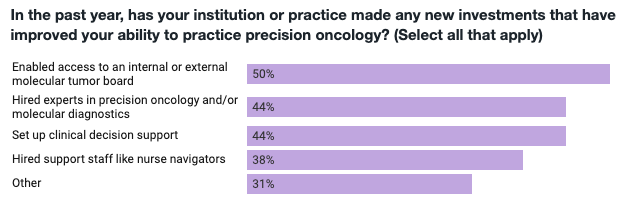 In the past year, has your institution or practice made any new investments that have
improved your ability to practice precision oncology? (Select all that apply)
Enabled access to an internal or external
molecular tumor board
50%
Hired experts in precision oncology and/or
molecular diagnostics
44%
Set up clinical decision support
44%
Hired support staff like nurse navigators
38%
Other
31%